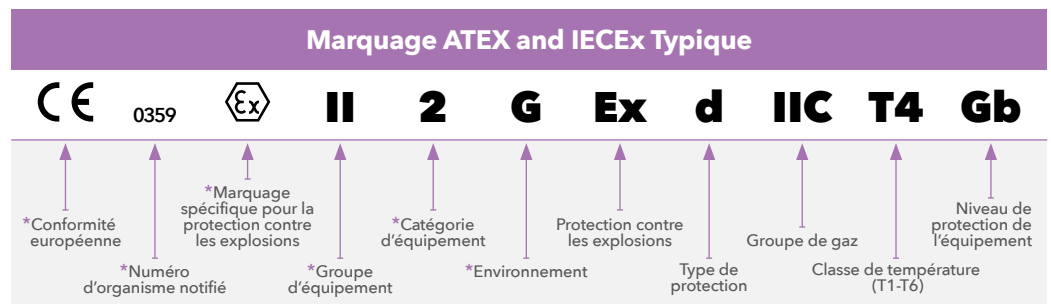 Marquage ATEX and IECEx Typique
CE 0359 Ex II 2 G Ex d IIC T4 Gb
*Conformité
européenne
*Numéro
d'organisme notifié
*Marquage
spécifique pour la
protection contre
les explosions
*Groupe
d'équipement
*Catégorie
d'équipement
*Environnement
Protection contre
les explosions
Type de
protection
Groupe de gaz
Classe de température
(T1-T6)
Niveau de
protection de
l'équipement